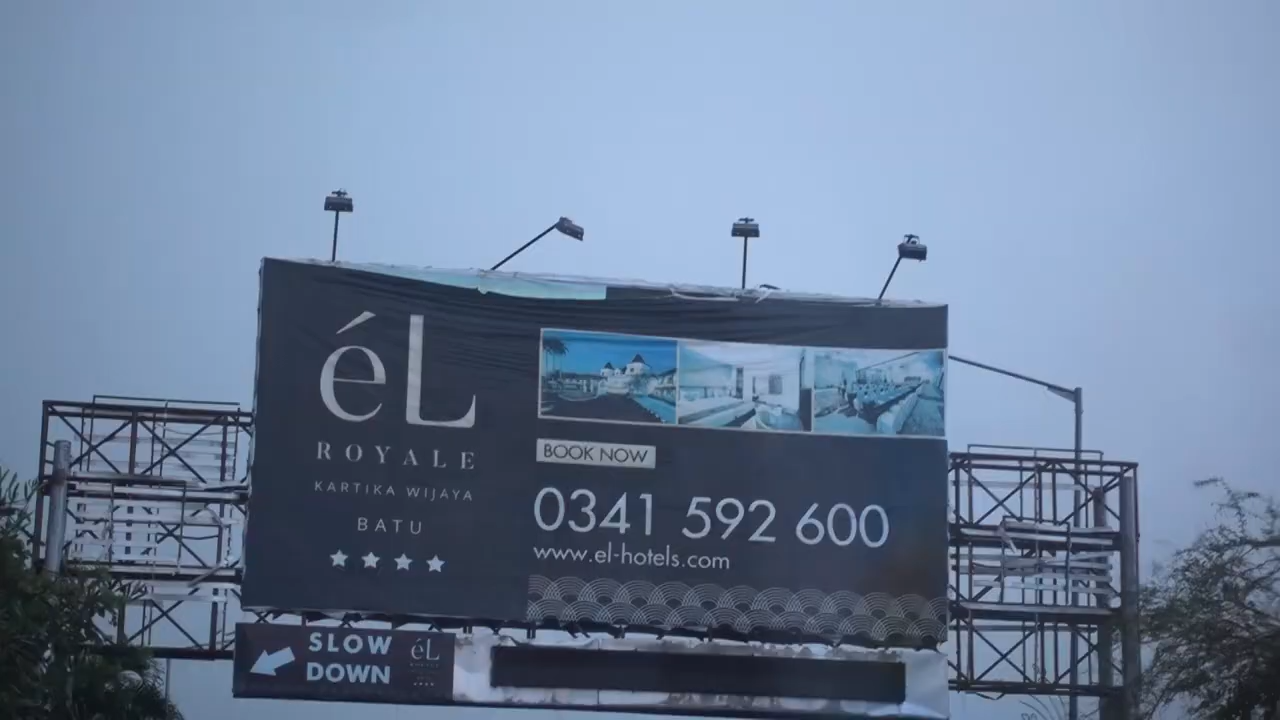 éL
ROYALE
KARTIKA WIJAYA
BATU
BOOK NOW
0341 592 600
www.el-hotels.com
SLOW
DOWN
éL